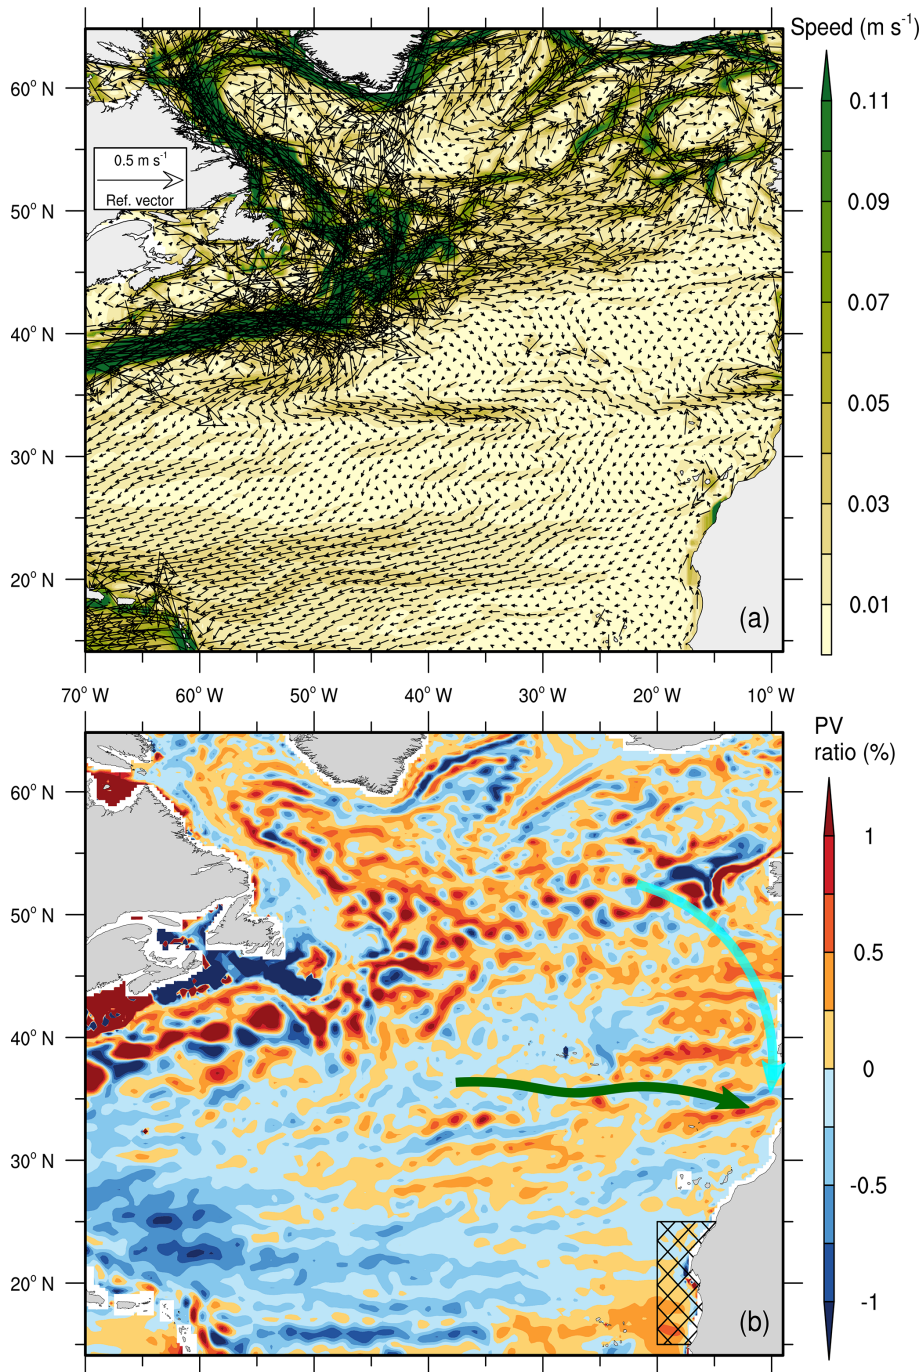 Speed (m s⁻¹)
60° N
50° N
40° N
30° N
20° N
0.5 m s⁻¹
Ref. vector
0.11
0.09
0.07
0.05
0.03
0.01
(a)
70° W
60° W
50° W
40° W
30° W
20° W
10° W
PV
ratio (%)
60° N
50° N
40° N
30° N
20° N
1
0.5
0
-0.5
-1
(b)